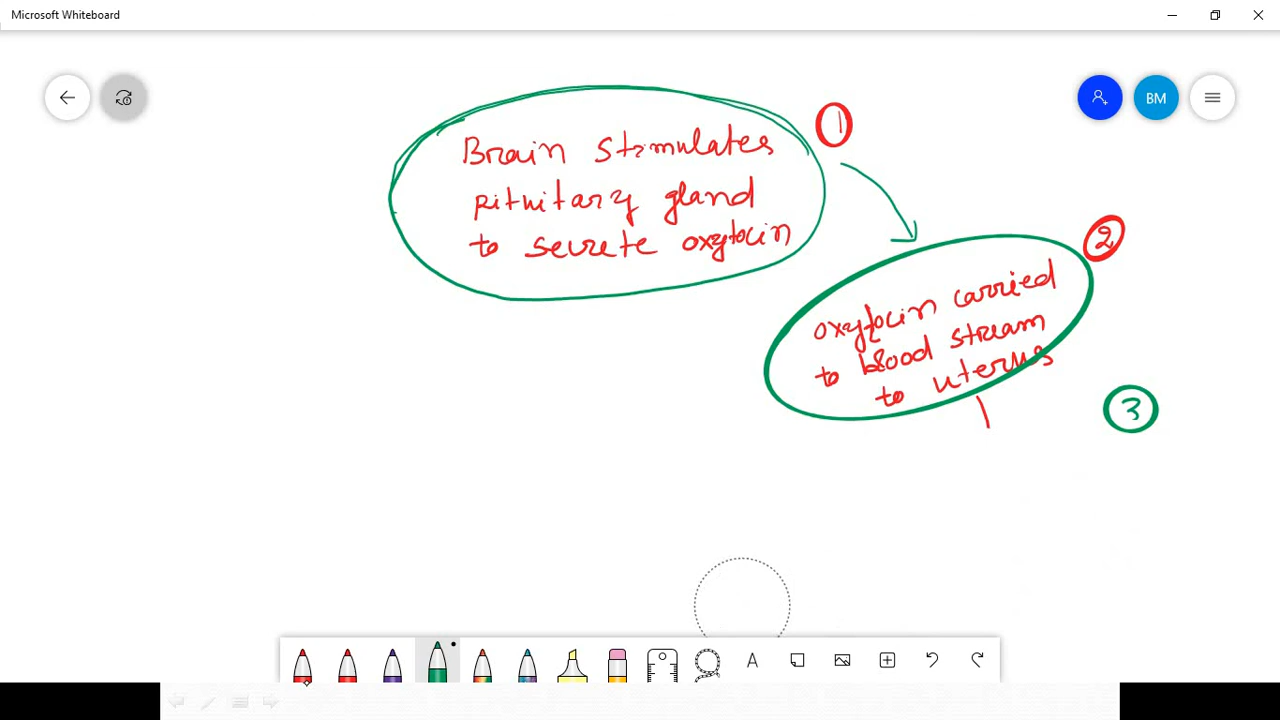 Microsoft Whiteboard
BM
Brain stimulates
pituitary gland
to secrete oxytocin
1
2
oxytocin carried
to blood stream
to uterus
3
A